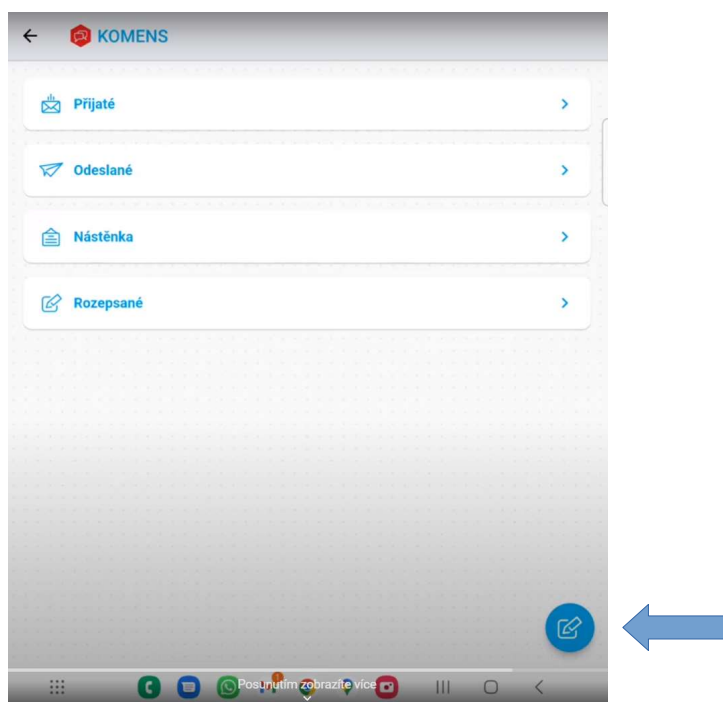 KOMENS
Přijaté
Odeslané
Nástěnka
Rozepsané
Posunutím zobrazíte více